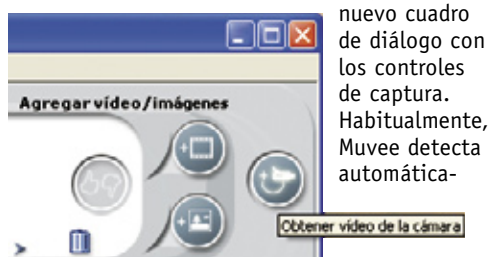 nuevo cuadro
de diálogo con
los controles
de captura.
Habitualmente,
Muvee detecta
automática-
Agregar vídeo/imágenes
Obtener vídeo de la cámara